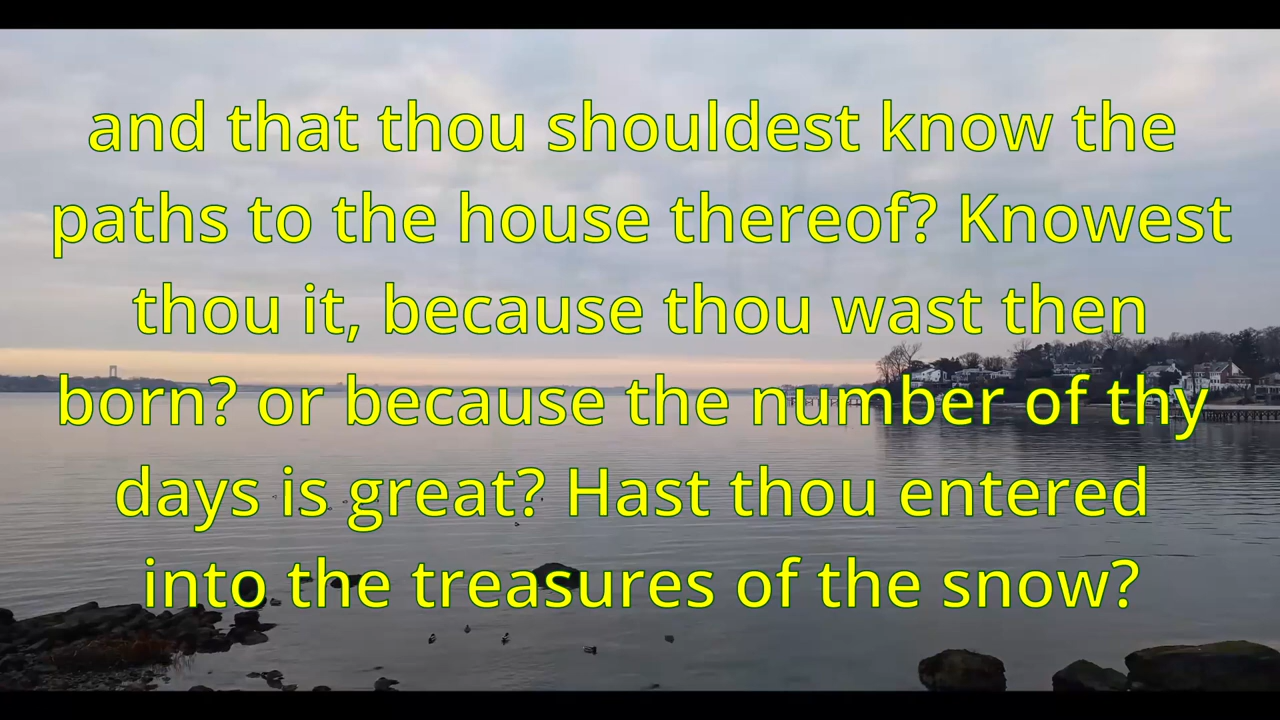 and that thou shouldest know the
paths to the house thereof? Knowest
thou it, because thou wast then
born? or because the number of thy
days is great? Hast thou entered
into the treasures of the snow?